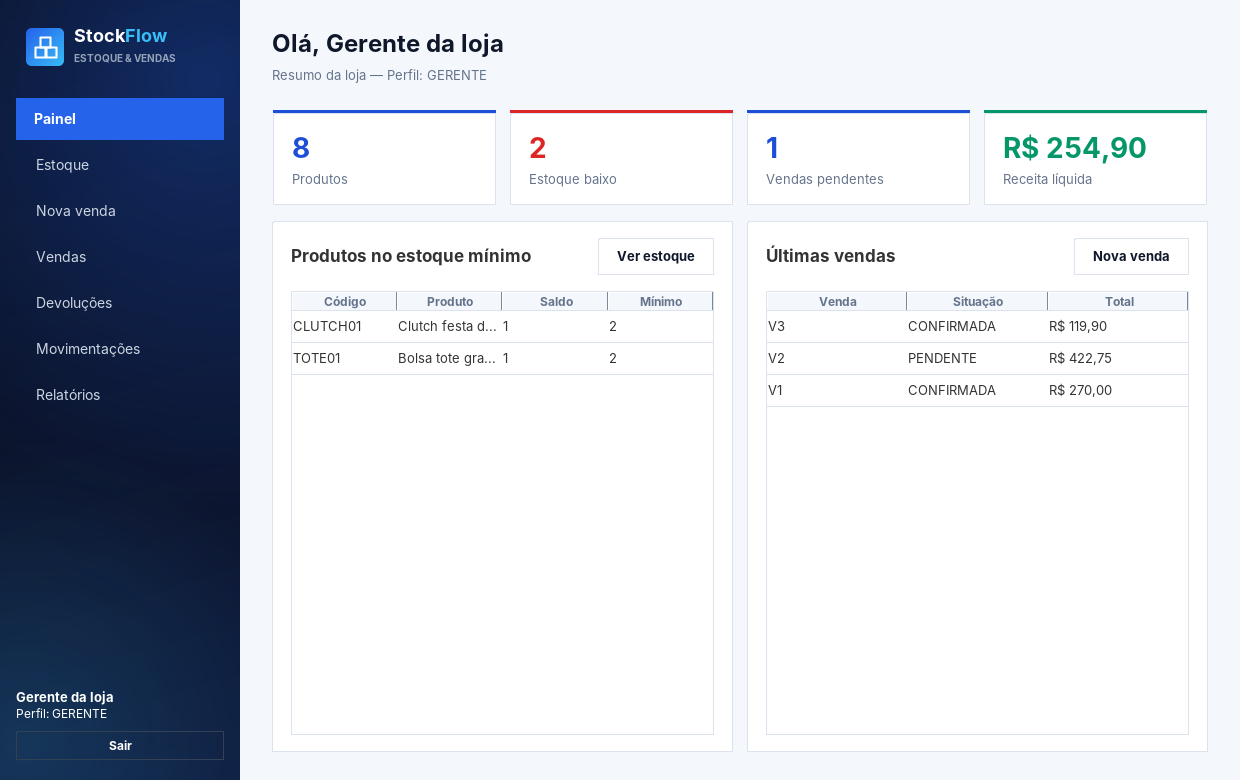 StockFlow
ESTOQUE & VENDAS
Painel
Estoque
Nova venda
Vendas
Devoluções
Movimentações
Relatórios
Gerente da loja
Perfil: GERENTE
Sair
Olá, Gerente da loja
Resumo da loja — Perfil: GERENTE
8
Produtos
2
Estoque baixo
1
Vendas pendentes
R$ 254,90
Receita líquida
Produtos no estoque mínimo
Ver estoque
Código Produto Saldo Mínimo
CLUTCH01 Clutch festa d... 1 2
TOTE01 Bolsa tote gra... 1 2
Últimas vendas
Nova venda
Venda Situação Total
V3 CONFIRMADA R$ 119,90
V2 PENDENTE R$ 422,75
V1 CONFIRMADA R$ 270,00